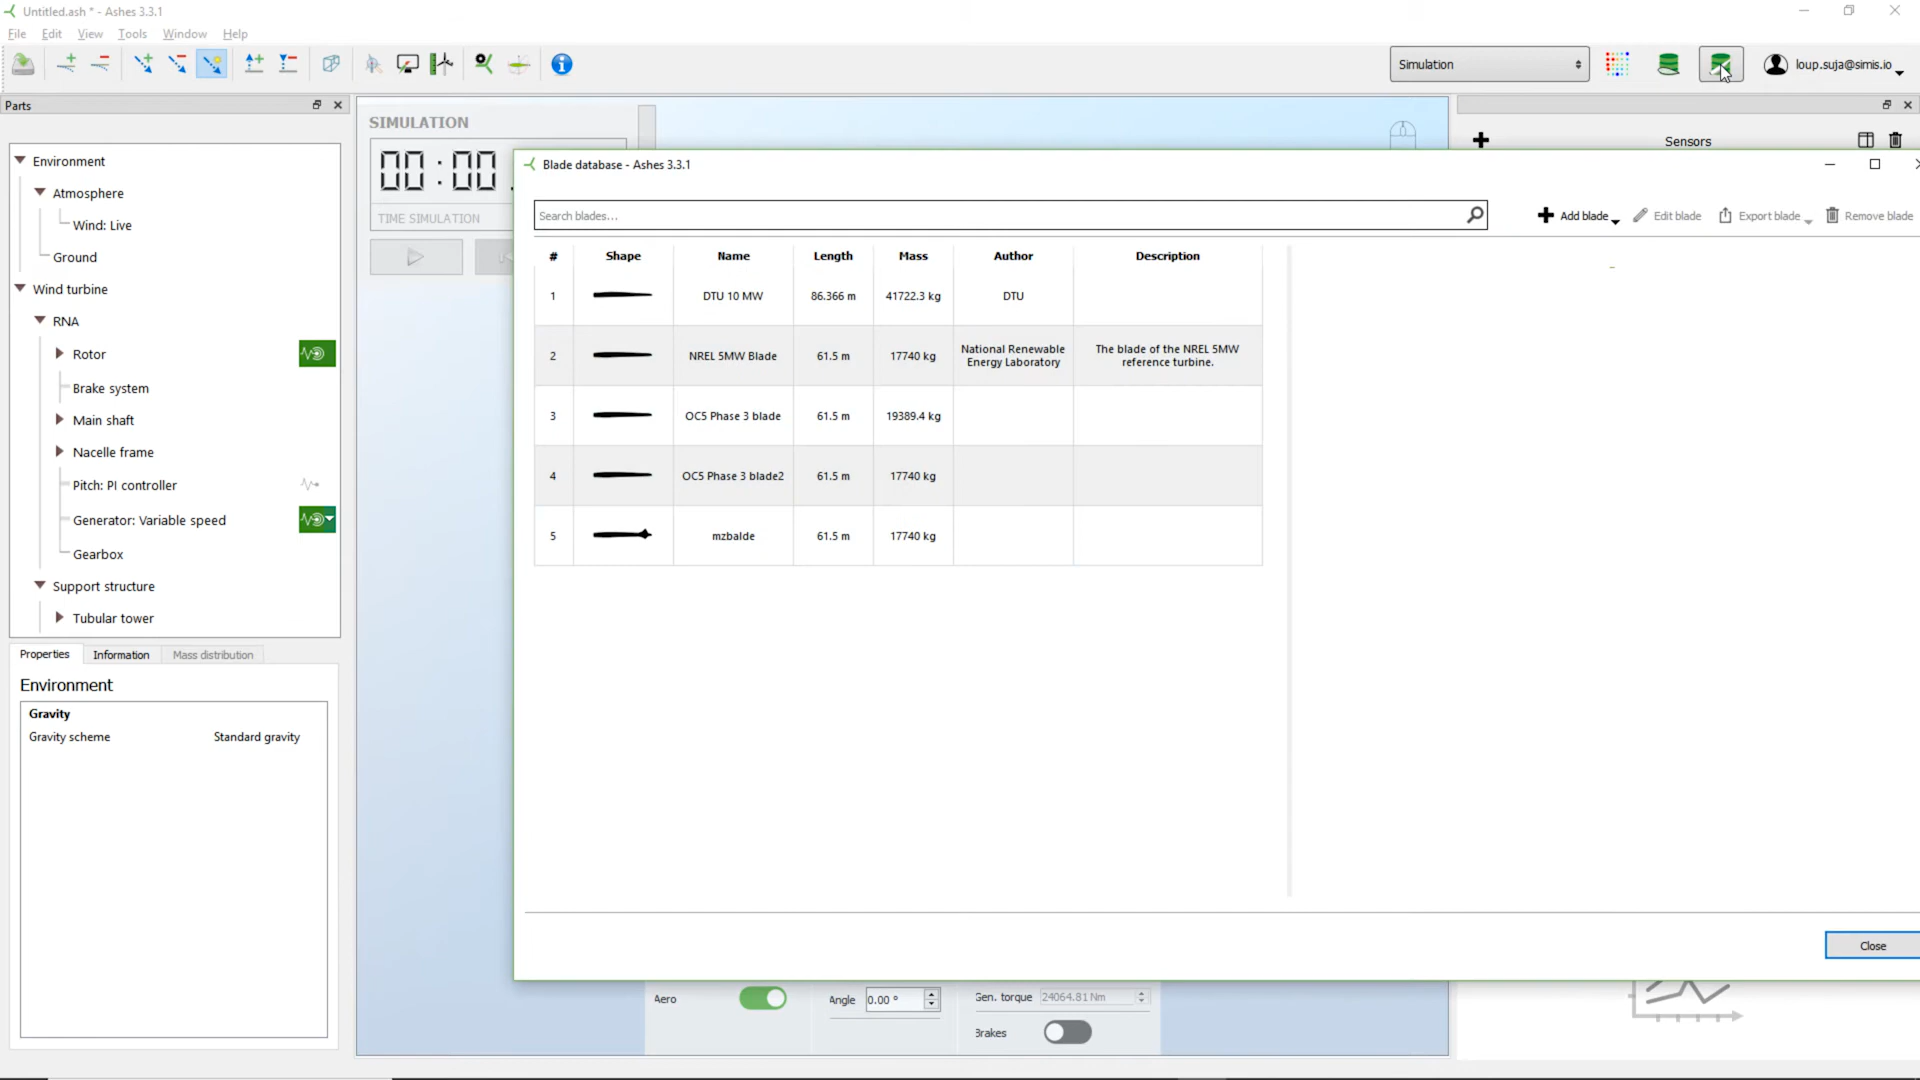 Untitled.ash * - Ashes 3.3.1
File Edit View Tools Window Help
Simulation
loup.suja@simis.io
Parts
Environment
Atmosphere
Wind: Live
Ground
Wind turbine
RNA
Rotor
Brake system
Main shaft
Nacelle frame
Pitch: PI controller
Generator: Variable speed
Gearbox
Support structure
Tubular tower
Properties Information Mass distribution
Environment
Gravity
Gravity scheme Standard gravity
SIMULATION
00:00
TIME SIMULATION
Sensors
Blade database - Ashes 3.3.1
Search blades...
Add blade Edit blade Export blade Remove blade
# Shape Name Length Mass Author Description
1 DTU 10 MW 86.366 m 41722.3 kg DTU
2 NREL 5MW Blade 61.5 m 17740 kg National Renewable Energy Laboratory The blade of the NREL 5MW reference turbine.
3 OC5 Phase 3 blade 61.5 m 19389.4 kg
4 OC5 Phase 3 blade2 61.5 m 17740 kg
5 mzbalde 61.5 m 17740 kg
Close
Aero Angle 0.00 ° Gen. torque 24064.81 Nm
Brakes